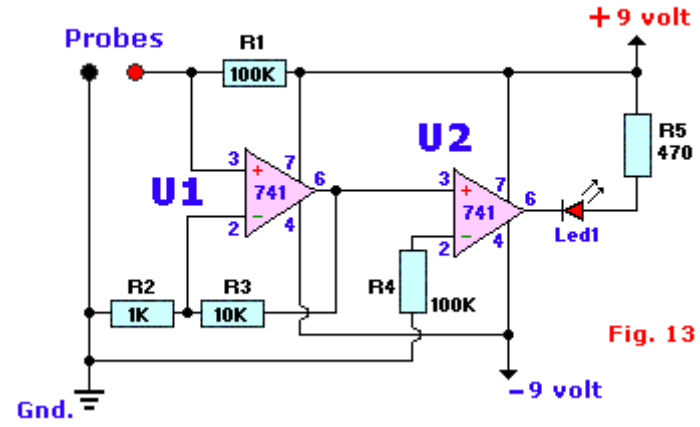 + 9 volt
Probes
R1
100K
R5
470
U2
3
+
7
6
U1
741
2
−
4
3
+
7
6
741
2
−
4
Led1
R2
1K
R3
10K
R4
100K
Fig. 13
Gnd.
−9 volt